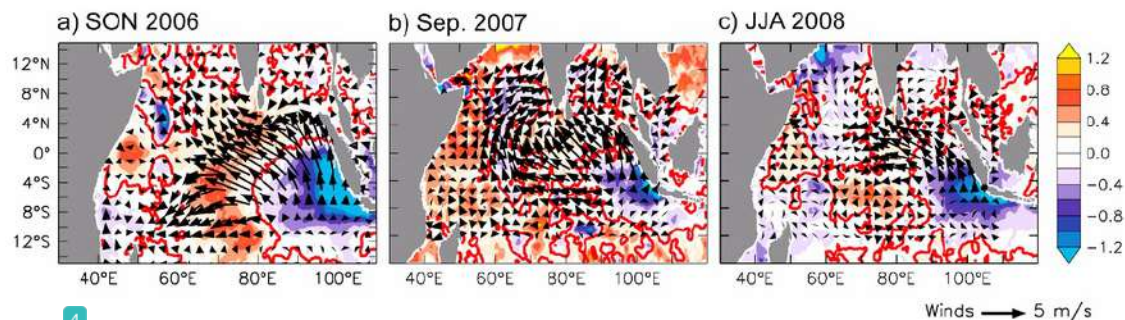 a) SON 2006
b) Sep. 2007
c) JJA 2008
12°N
8°N
4°N
0°
4°S
8°S
12°S
40°E 60°E 80°E 100°E
40°E 60°E 80°E 100°E
40°E 60°E 80°E 100°E
1.2
0.8
0.4
0.0
-0.4
-0.8
-1.2
Winds 5 m/s
4